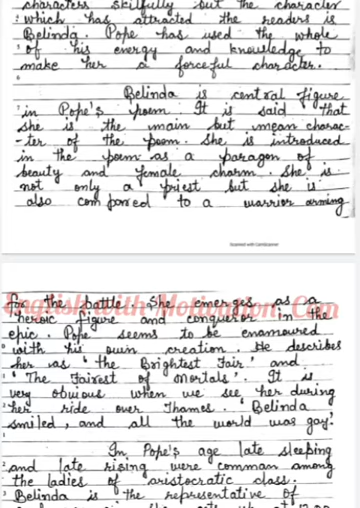 characters skilfully but the character
which has attracted the readers is
Belinda. Pope has used the whole
of his energy and knowledge to
make her a forceful character.
Belinda is central figure
in Pope's poem. It is said that
she is the main but mean charac-
-ter of the poem. She is introduced
in the poem as a paragon of
beauty and female charm. She is
not only a priest but she is
also compared to a warrior arming
Scanned with CamScanner
for the battle. She emerges as a
English with Motivation. Com
heroic figure and conqueror in the
epic. Pope seems to be enamoured
with his own creation. He describes
her as 'the Brightest Fair' and
'The Fairest of mortals'. It is
very obvious when we see her during
her ride over Thames. 'Belinda
smiled, and all the world was gay.'
In Pope's age late sleeping
and late rising were comman among
the ladies of aristocratic class.
Belinda is the representative of